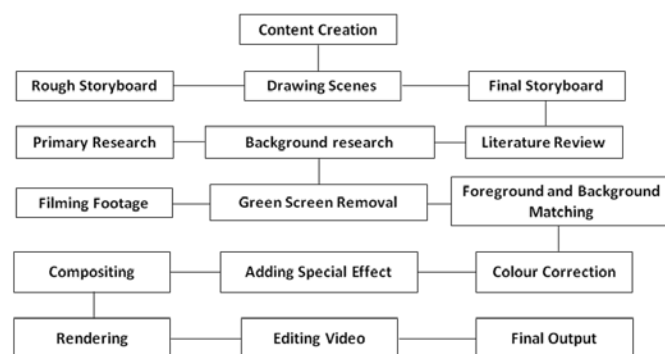 Content Creation
Rough Storyboard
Drawing Scenes
Final Storyboard
Primary Research
Background research
Literature Review
Filming Footage
Green Screen Removal
Foreground and Background
Matching
Compositing
Adding Special Effect
Colour Correction
Rendering
Editing Video
Final Output